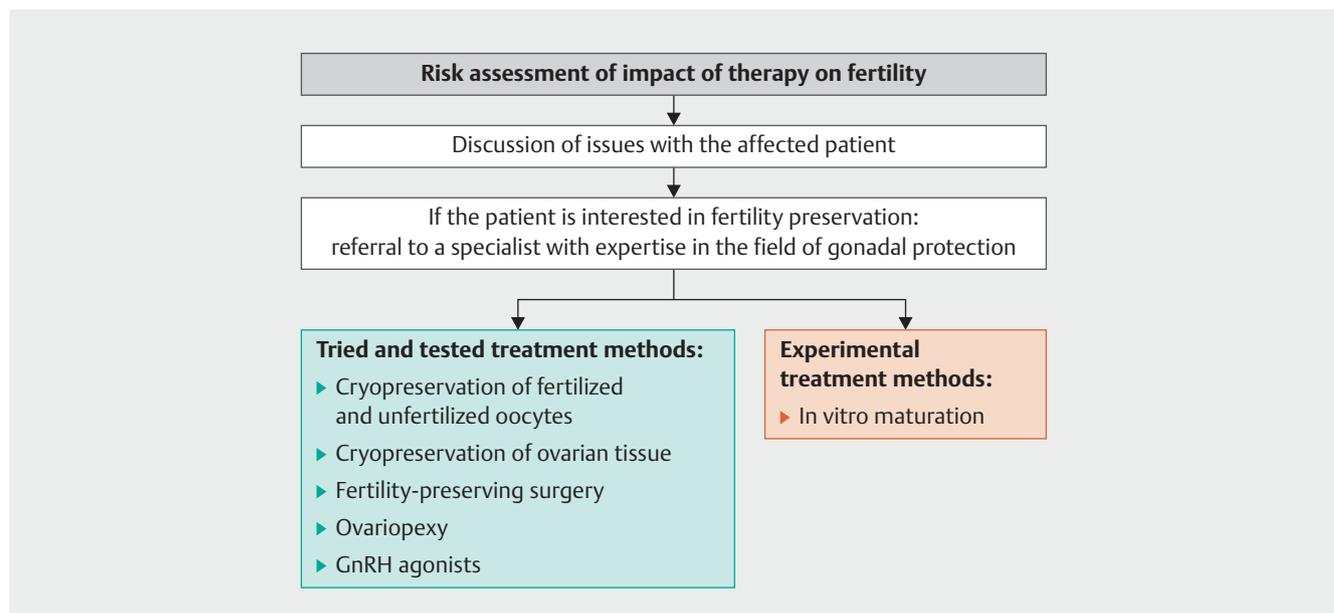 Risk assessment of impact of therapy on fertility
Discussion of issues with the affected patient
If the patient is interested in fertility preservation:
referral to a specialist with expertise in the field of gonadal protection
Tried and tested treatment methods:
Cryopreservation of fertilized
and unfertilized oocytes
Cryopreservation of ovarian tissue
Fertility-preserving surgery
Ovariopexy
GnRH agonists
Experimental
treatment methods:
In vitro maturation